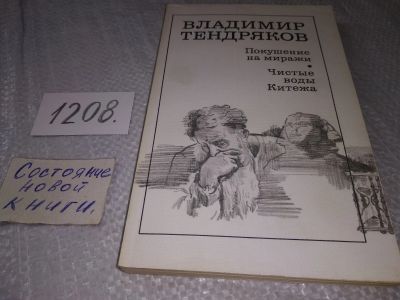 ВЛАДИМИР
ТЕНДРЯКОВ
Покушение
на миражи
•
Чистые
воды
Китежа
1208.
Состояние
новой
книги.